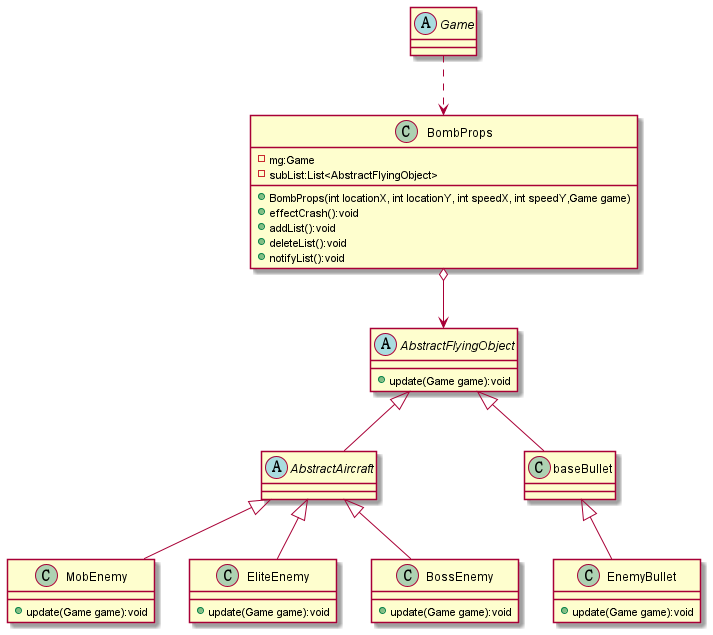 A Game
C BombProps
mg:Game
subList:List<AbstractFlyingObject>
BombProps(int locationX, int locationY, int speedX, int speedY,Game game)
effectCrash():void
addList():void
deleteList():void
notifyList():void
A AbstractFlyingObject
update(Game game):void
A AbstractAircraft
C baseBullet
C MobEnemy
C EliteEnemy
C BossEnemy
C EnemyBullet
update(Game game):void
update(Game game):void
update(Game game):void
update(Game game):void